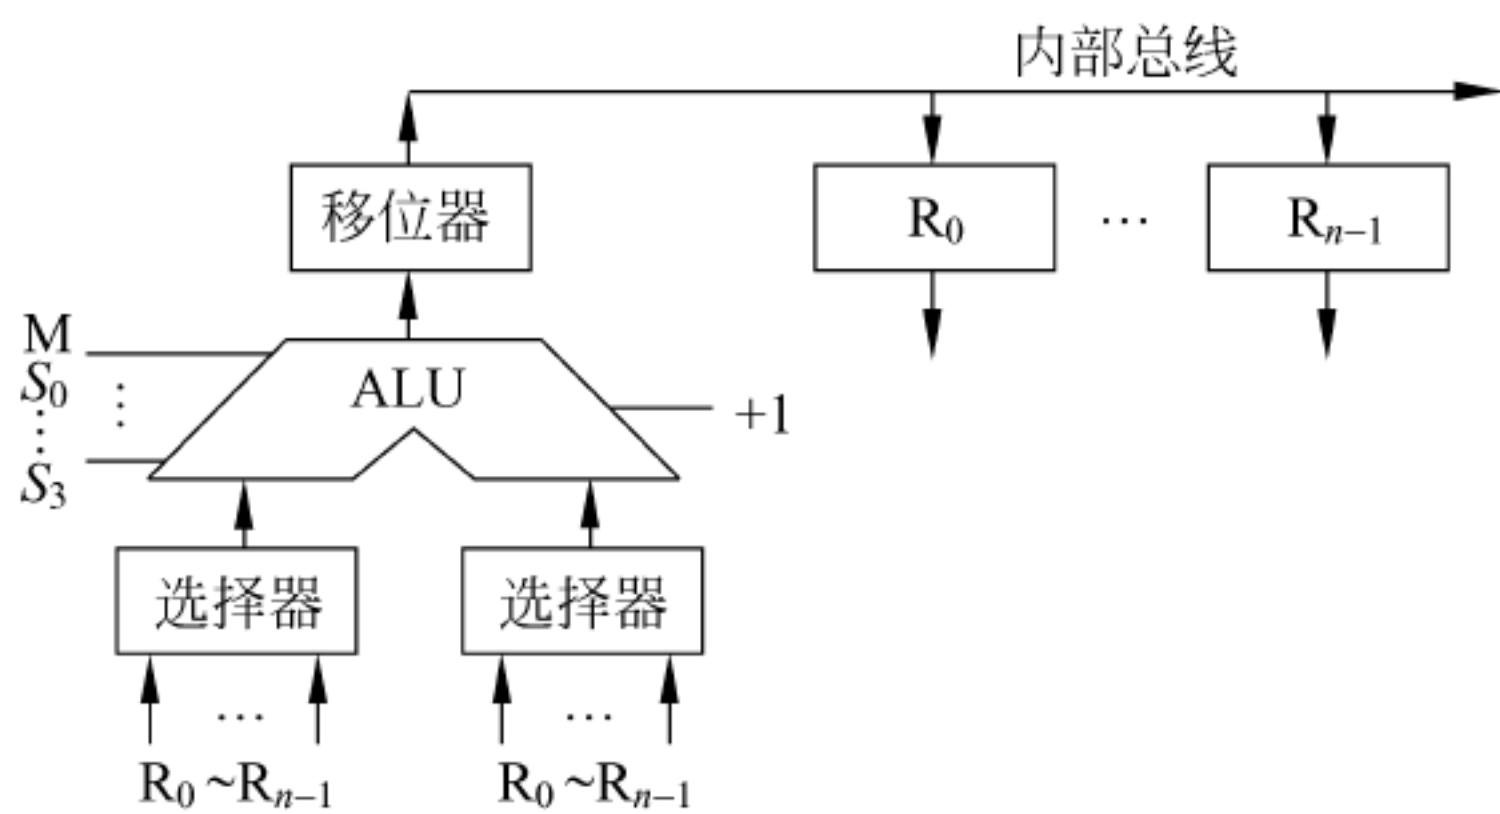 内部总线
移位器
R0 … Rn−1
M
S0
⋮ ⋮
S3
ALU
+1
选择器 选择器
… …
R0 ~Rn−1 R0 ~Rn−1